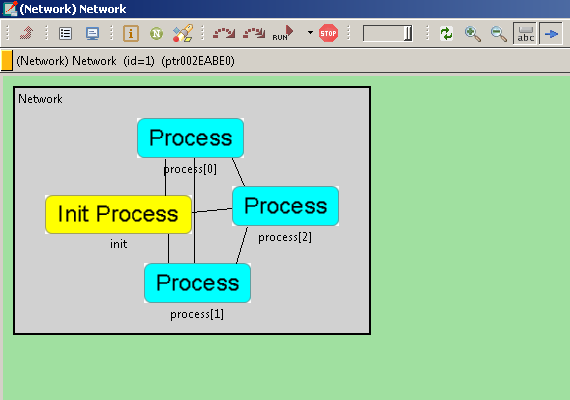 (Network) Network
N
RUN
STOP
abc
(Network) Network (id=1) (ptr002EABE0)
Network
Process
process[0]
Init Process
init
Process
process[2]
Process
process[1]